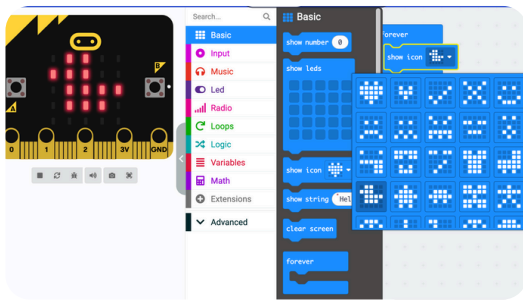 Search...
Basic
Input
Music
Led
Radio
Loops
Logic
Variables
Math
Extensions
Advanced
Basic
show number 0
show leds
show icon
show string Hel
clear screen
forever
forever
show icon
A
B
0 1 2 3V GND